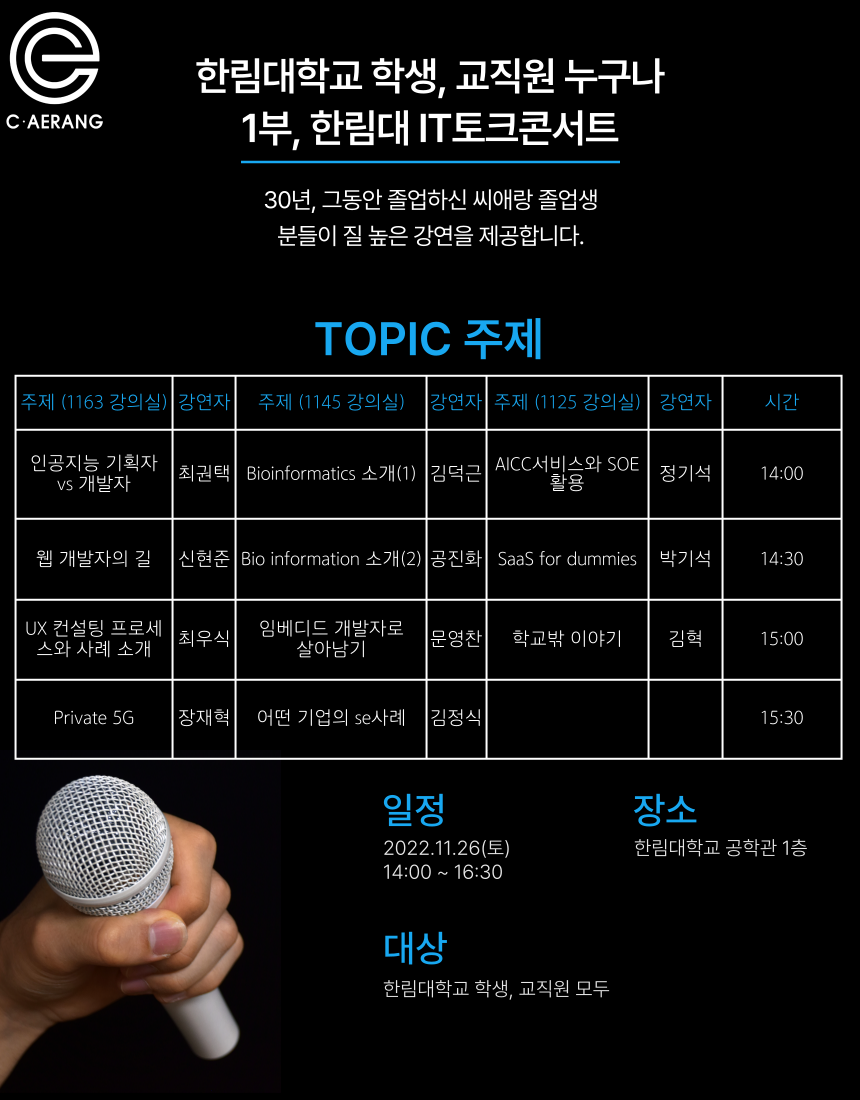 C·AERANG
한림대학교 학생, 교직원 누구나
1부, 한림대 IT토크콘서트
30년, 그동안 졸업하신 씨애랑 졸업생
분들이 질 높은 강연을 제공합니다.
TOPIC 주제
주제 (1163 강의실) 강연자 주제 (1145 강의실) 강연자 주제 (1125 강의실) 강연자 시간
인공지능 기획자
vs 개발자
최권택
Bioinformatics 소개(1)
김덕근
AICC서비스와 SOE
활용
정기석
14:00
웹 개발자의 길 신현준 Bio information 소개(2) 공진화 SaaS for dummies 박기석 14:30
UX 컨설팅 프로세
스와 사례 소개
최우식
임베디드 개발자로
살아남기
문영찬
학교밖 이야기
김혁
15:00
Private 5G 장재혁 어떤 기업의 se사례 김정식 15:30
일정
2022.11.26(토)
14:00 ~ 16:30
장소
한림대학교 공학관 1층
대상
한림대학교 학생, 교직원 모두